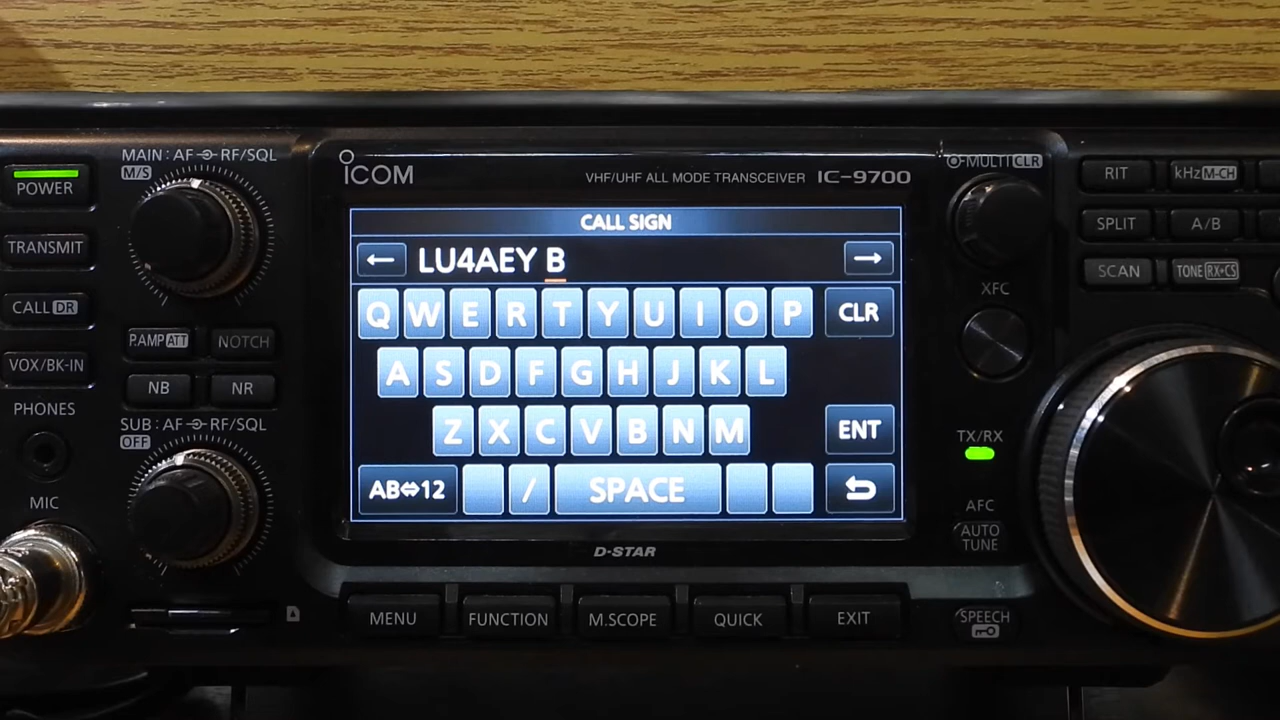 MAIN : AF RF/SQL
M/S
POWER
TRANSMIT
CALL DR
VOX/BK-IN
PHONES
MIC
P.AMP ATT
NOTCH
NB
NR
SUB : AF RF/SQL
OFF
ICOM
VHF/UHF ALL MODE TRANSCEIVER IC-9700
CALL SIGN
← LU4AEY B →
Q W E R T Y U I O P CLR
A S D F G H J K L
Z X C V B N M ENT
AB⇔12 / SPACE
D-STAR
MENU
FUNCTION
M.SCOPE
QUICK
EXIT
MULTI CLR
XFC
TX/RX
AFC
AUTO
TUNE
SPEECH
RIT
kHz M-CH
SPLIT
A/B
SCAN
TONE RX→CS